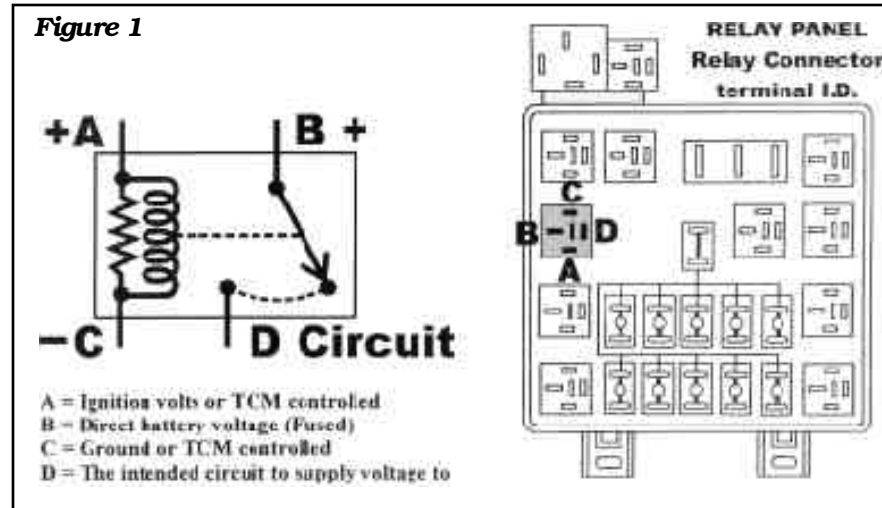 Figure 1
RELAY PANEL
Relay Connector
terminal I.D.
+A
B +
C
B
D
A
−C
D Circuit
A = Ignition volts or TCM controlled
B = Direct battery voltage (Fused)
C = Ground or TCM controlled
D = The intended circuit to supply voltage to